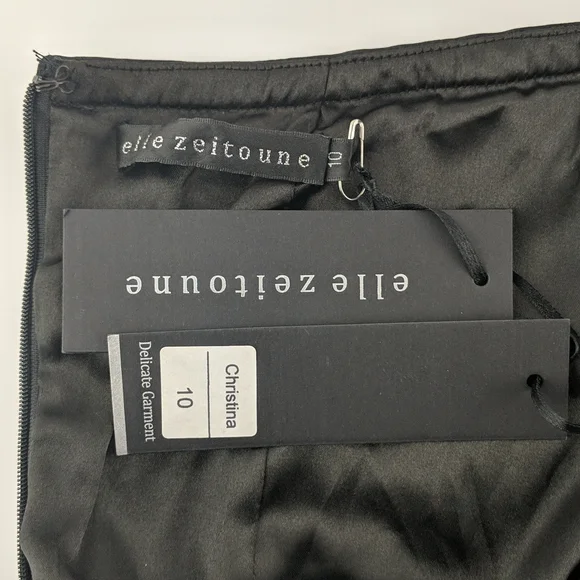 elle zeitoune
10
elle zeitoune
Christina
10
Delicate Garment